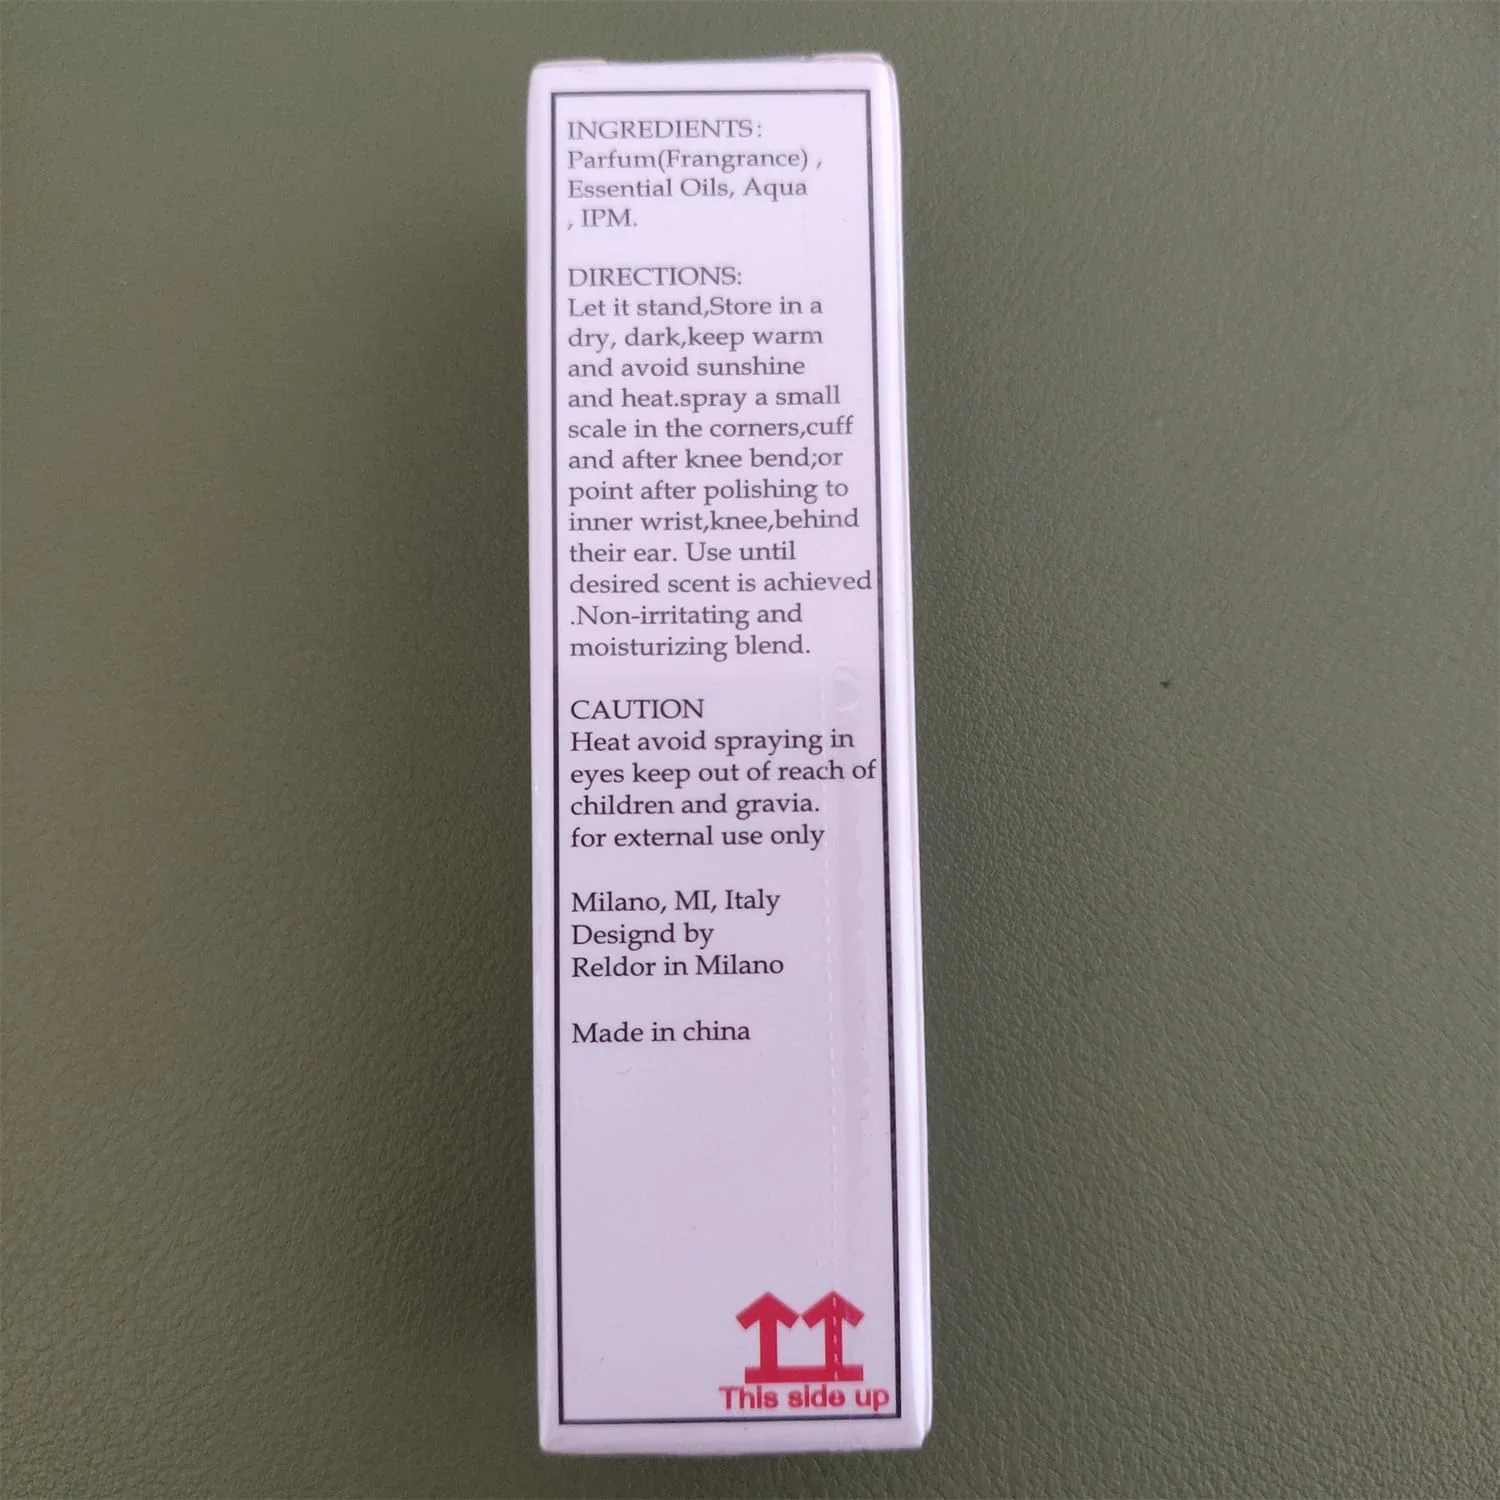 INGREDIENTS:
Parfum(Frangrance) ,
Essential Oils, Aqua
, IPM.
DIRECTIONS:
Let it stand,Store in a
dry, dark,keep warm
and avoid sunshine
and heat.spray a small
scale in the corners,cuff
and after knee bend;or
point after polishing to
inner wrist,knee,behind
their ear. Use until
desired scent is achieved
.Non-irritating and
moisturizing blend.
CAUTION
Heat avoid spraying in
eyes keep out of reach of
children and gravia.
for external use only
Milano, MI, Italy
Designd by
Reldor in Milano
Made in china
This side up